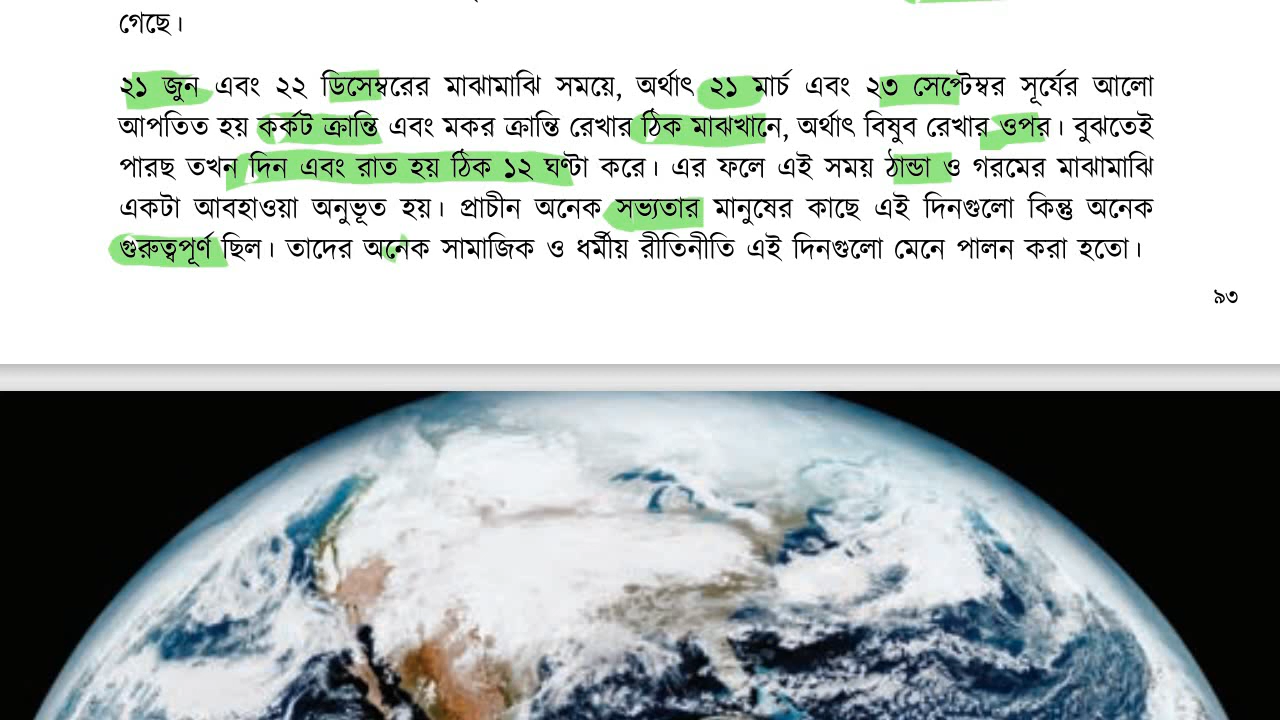 গেছে।
২১ জুন এবং ২২ ডিসেম্বরের মাঝামাঝি সময়ে, অর্থাৎ ২১ মার্চ এবং ২৩ সেপ্টেম্বর সূর্যের আলো
আপতিত হয় কর্কট ক্রান্তি এবং মকর ক্রান্তি রেখার ঠিক মাঝখানে, অর্থাৎ বিষুব রেখার ওপর। বুঝতেই
পারছ তখন দিন এবং রাত হয় ঠিক ১২ ঘণ্টা করে। এর ফলে এই সময় ঠান্ডা ও গরমের মাঝামাঝি
একটা আবহাওয়া অনুভূত হয়। প্রাচীন অনেক সভ্যতার মানুষের কাছে এই দিনগুলো কিন্তু অনেক
গুরুত্বপূর্ণ ছিল। তাদের অনেক সামাজিক ও ধর্মীয় রীতিনীতি এই দিনগুলো মেনে পালন করা হতো।
৯৩